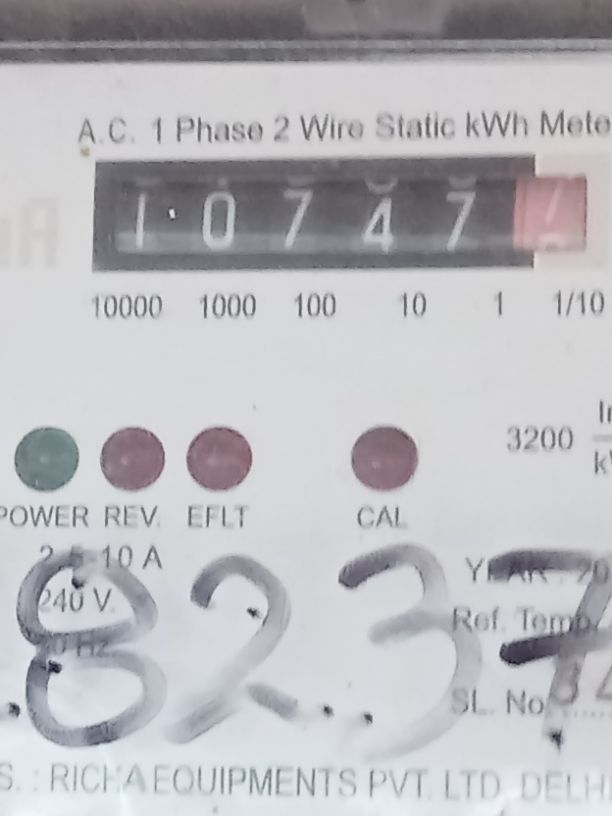 A.C. 1 Phase 2 Wire Static kWh Mete
1 0 7 4 7
10000 1000 100 10 1 1/10
3200
POWER REV. EFLT CAL
10 A
240 V.
Ref. Temp
SL. No
8237
S. : RICHA EQUIPMENTS PVT. LTD. DELHI